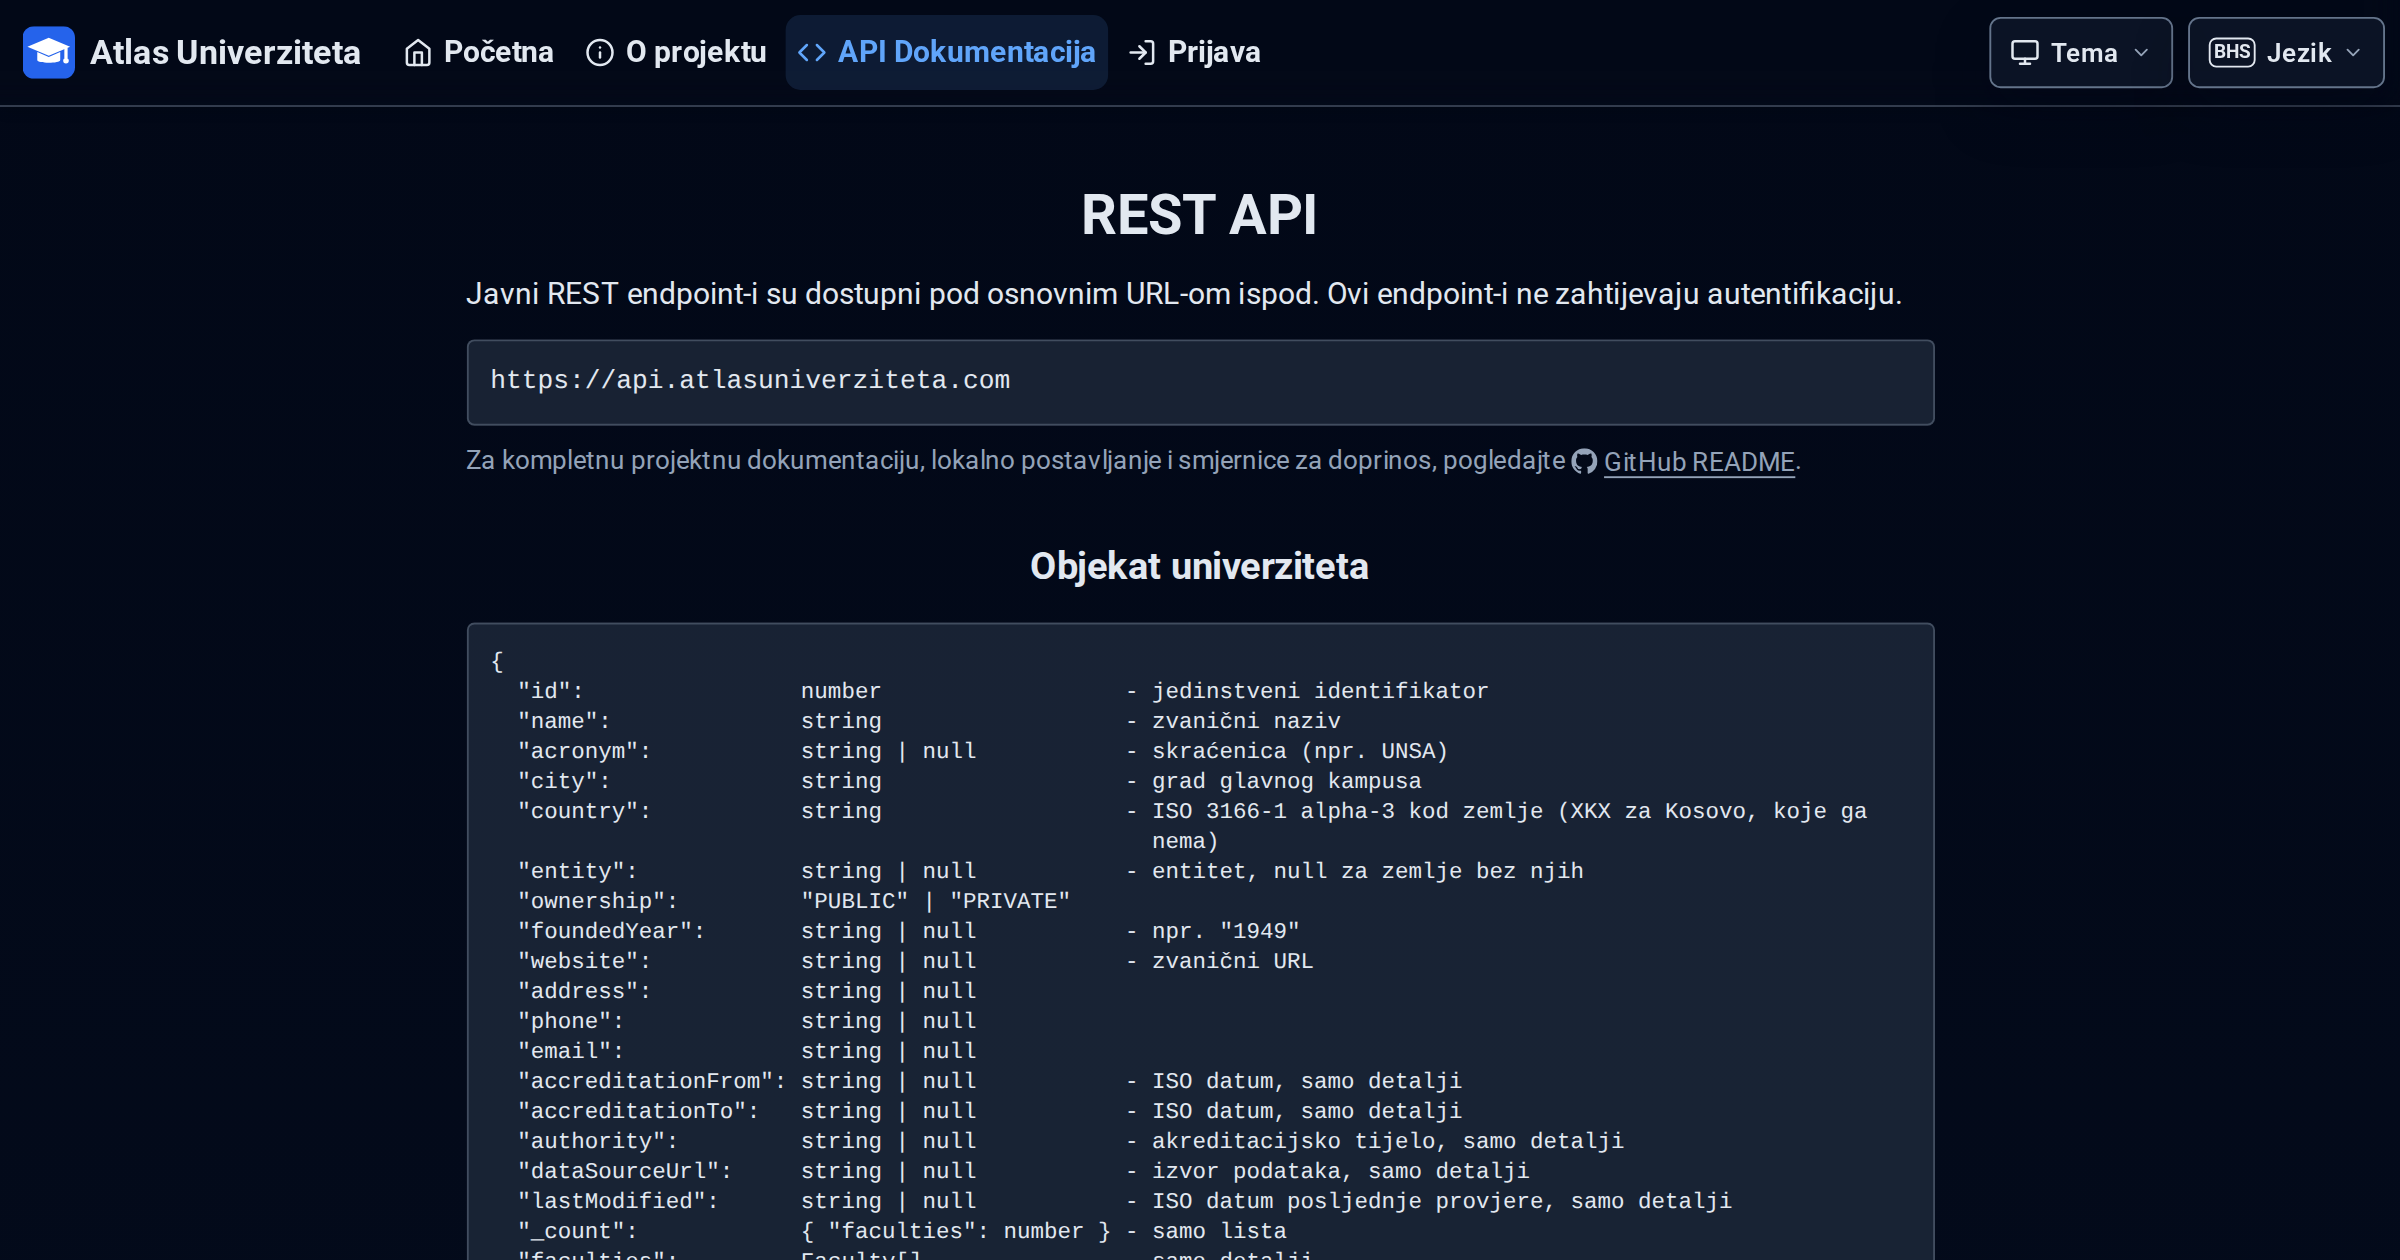 Atlas Univerziteta
Početna
O projektu
API Dokumentacija
Prijava
Tema
BHS Jezik
REST API
Javni REST endpoint-i su dostupni pod osnovnim URL-om ispod. Ovi endpoint-i ne zahtijevaju autentifikaciju.
https://api.atlasuniverziteta.com
Za kompletnu projektnu dokumentaciju, lokalno postavljanje i smjernice za doprinos, pogledajte GitHub README.
Objekat univerziteta
{
"id": number - jedinstveni identifikator
"name": string - zvanični naziv
"acronym": string | null - skraćenica (npr. UNSA)
"city": string - grad glavnog kampusa
"country": string - ISO 3166-1 alpha-3 kod zemlje (XKX za Kosovo, koje ga
nema)
"entity": string | null - entitet, null za zemlje bez njih
"ownership": "PUBLIC" | "PRIVATE"
"foundedYear": string | null - npr. "1949"
"website": string | null - zvanični URL
"address": string | null
"phone": string | null
"email": string | null
"accreditationFrom": string | null - ISO datum, samo detalji
"accreditationTo": string | null - ISO datum, samo detalji
"authority": string | null - akreditacijsko tijelo, samo detalji
"dataSourceUrl": string | null - izvor podataka, samo detalji
"lastModified": string | null - ISO datum posljednje provjere, samo detalji
"_count": { "faculties": number } - samo lista
"faculties": Faculty[] - samo detalji